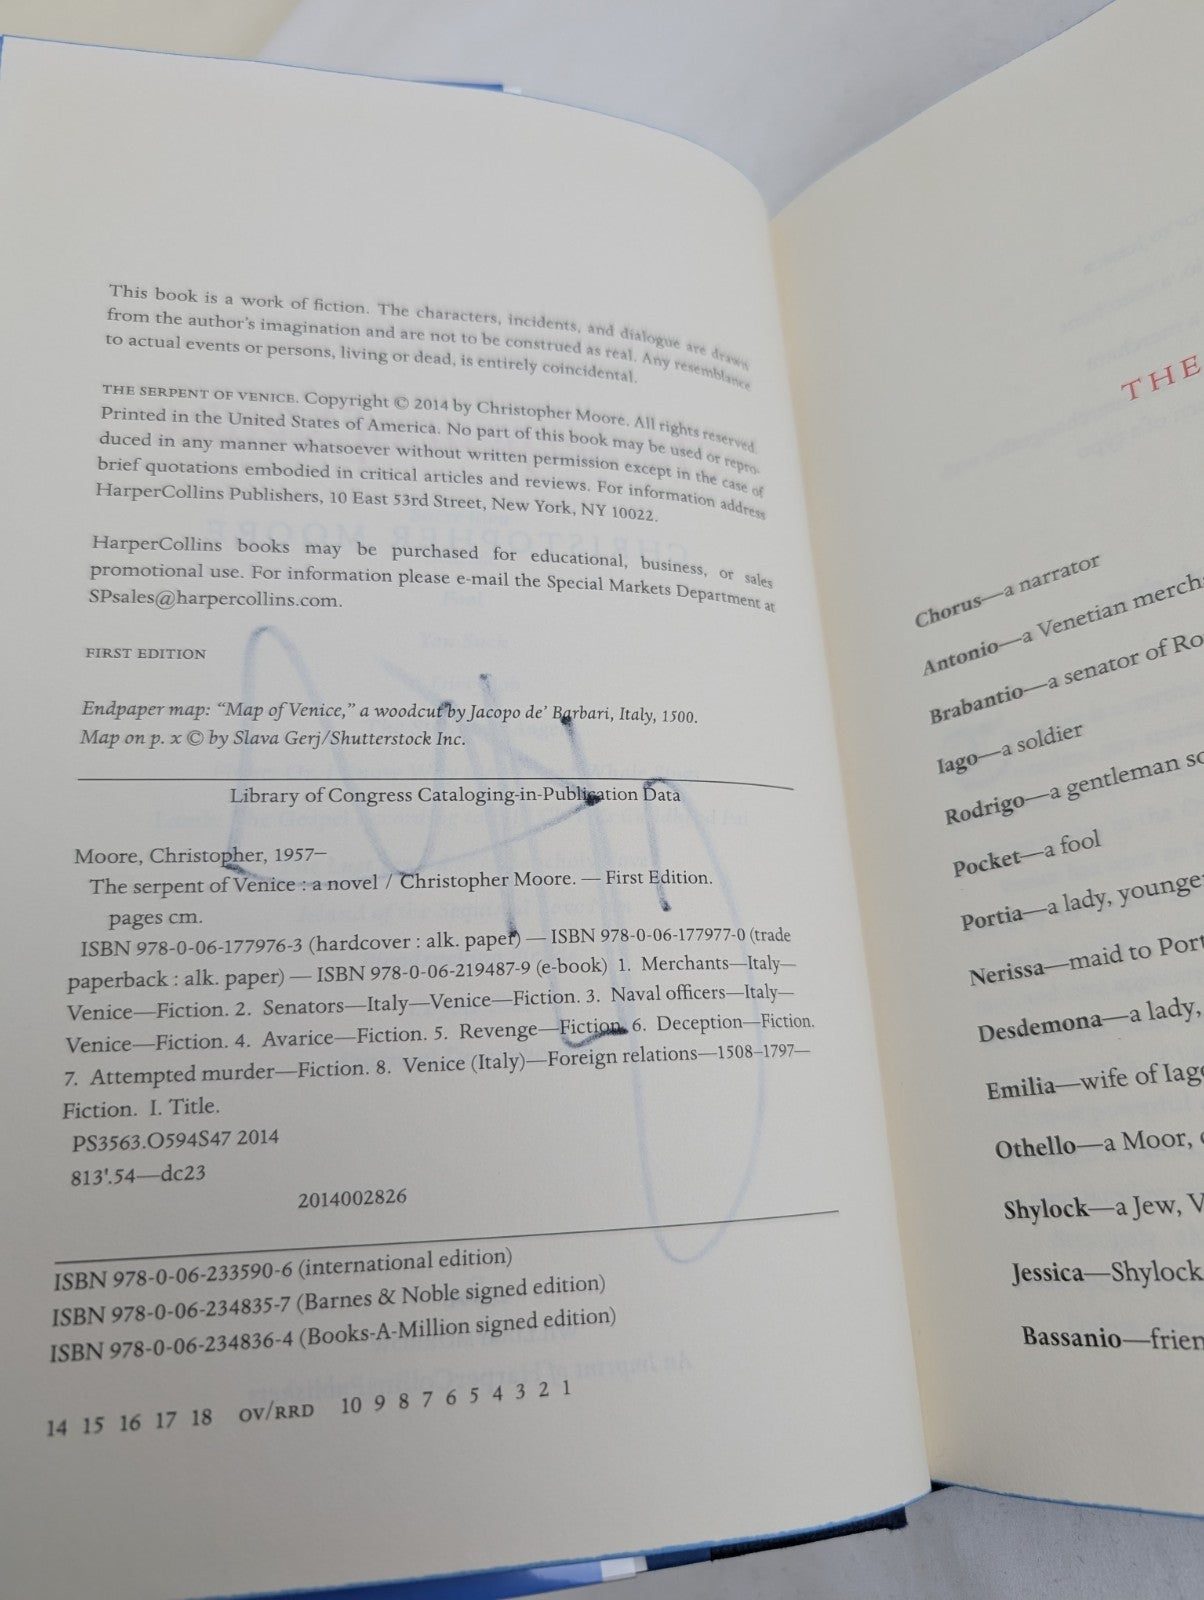 This book is a work of fiction. The characters, incidents, and dialogue are drawn
from the author's imagination and are not to be construed as real. Any resemblance
to actual events or persons, living or dead, is entirely coincidental.
THE SERPENT OF VENICE. Copyright © 2014 by Christopher Moore. All rights reserved.
Printed in the United States of America. No part of this book may be used or repro-
duced in any manner whatsoever without written permission except in the case of
brief quotations embodied in critical articles and reviews. For information address
HarperCollins Publishers, 10 East 53rd Street, New York, NY 10022.
HarperCollins books may be purchased for educational, business, or sales
promotional use. For information please e-mail the Special Markets Department at
SPsales@harpercollins.com.
FIRST EDITION
Endpaper map: “Map of Venice,” a woodcut by Jacopo de’ Barbari, Italy, 1500.
Map on p. x © by Slava Gerj/Shutterstock Inc.
Library of Congress Cataloging-in-Publication Data
Moore, Christopher, 1957–
The serpent of Venice : a novel / Christopher Moore. — First Edition.
pages cm.
ISBN 978-0-06-177976-3 (hardcover : alk. paper) — ISBN 978-0-06-177977-0 (trade
paperback : alk. paper) — ISBN 978-0-06-219487-9 (e-book) 1. Merchants—Italy—
Venice—Fiction. 2. Senators—Italy—Venice—Fiction. 3. Naval officers—Italy—
Venice—Fiction. 4. Avarice—Fiction. 5. Revenge—Fiction. 6. Deception—Fiction.
7. Attempted murder—Fiction. 8. Venice (Italy)—Foreign relations—1508–1797—
Fiction. I. Title.
PS3563.O594S47 2014
813'.54—dc23
2014002826
ISBN 978-0-06-233590-6 (international edition)
ISBN 978-0-06-234835-7 (Barnes & Noble signed edition)
ISBN 978-0-06-234836-4 (Books-A-Million signed edition)
14 15 16 17 18 OV/RRD 10 9 8 7 6 5 4 3 2 1
THE
Chorus—a narrator
Antonio—a Venetian merch
Brabantio—a senator of Ro
Iago—a soldier
Rodrigo—a gentleman so
Pocket—a fool
Portia—a lady, younge
Nerissa—maid to Port
Desdemona—a lady,
Emilia—wife of Iago
Othello—a Moor,
Shylock—a Jew, V
Jessica—Shylock
Bassanio—frien